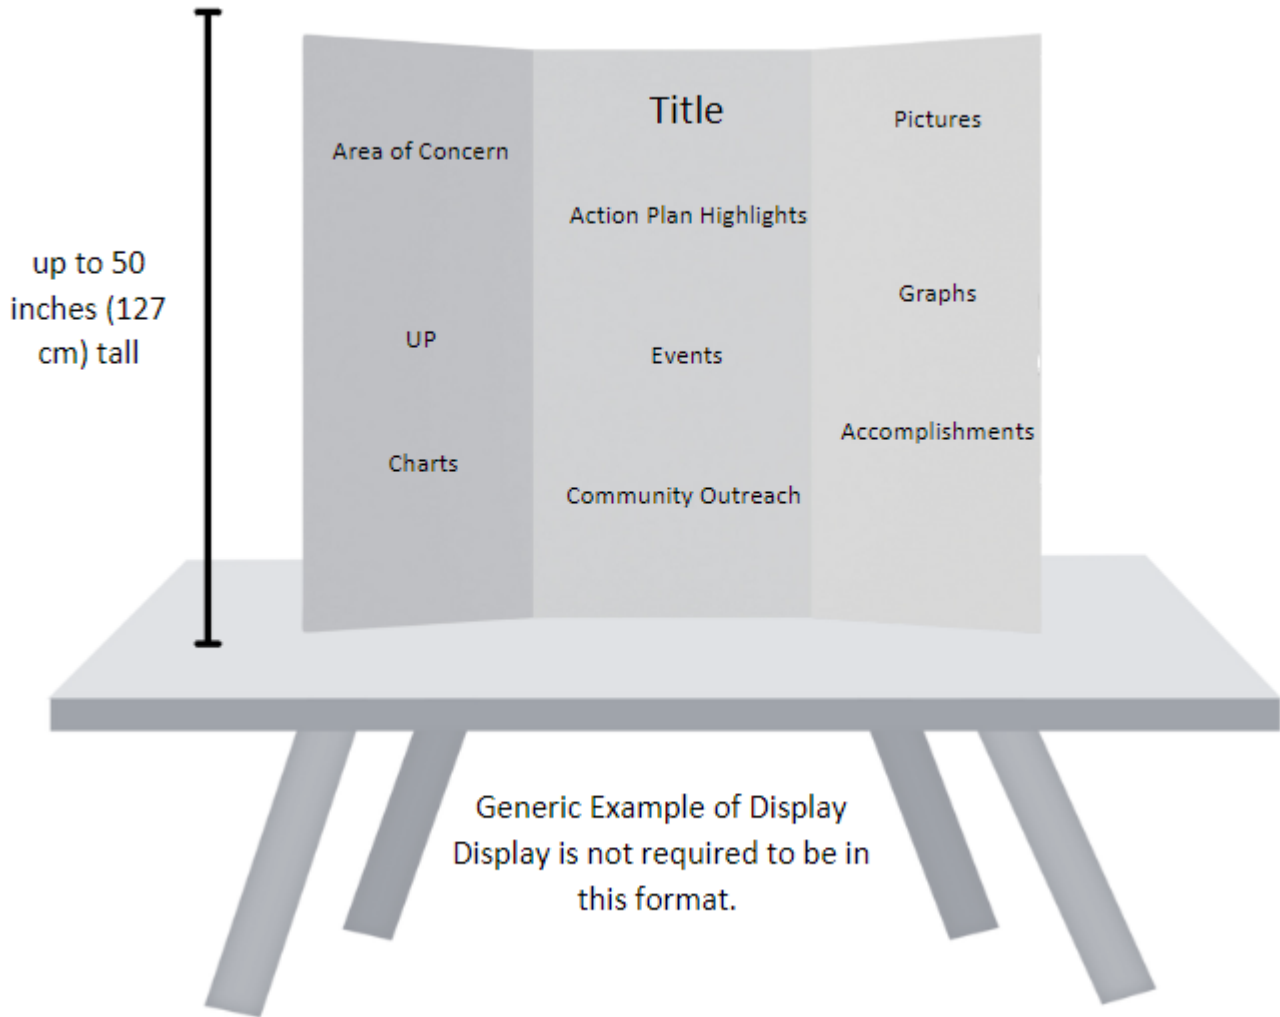 up to 50
inches (127
cm) tall
Area of Concern
UP
Charts
Title
Action Plan Highlights
Events
Community Outreach
Pictures
Graphs
Accomplishments
Generic Example of Display
Display is not required to be in
this format.